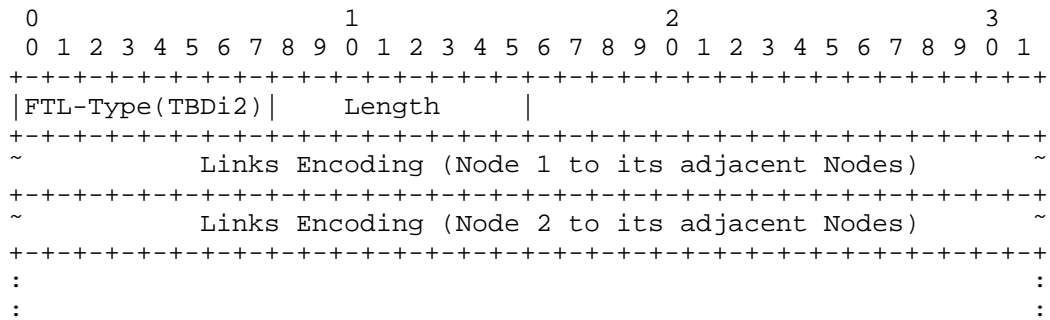 0                   1                   2                   3
 0 1 2 3 4 5 6 7 8 9 0 1 2 3 4 5 6 7 8 9 0 1 2 3 4 5 6 7 8 9 0 1
+-+-+-+-+-+-+-+-+-+-+-+-+-+-+-+-+-+-+-+-+-+-+-+-+-+-+-+-+-+-+-+-+
|FTL-Type(TBDi2)|    Length     |
+-+-+-+-+-+-+-+-+-+-+-+-+-+-+-+-+-+-+-+-+-+-+-+-+-+-+-+-+-+-+-+-+
~           Links Encoding (Node 1 to its adjacent Nodes)       ~
+-+-+-+-+-+-+-+-+-+-+-+-+-+-+-+-+-+-+-+-+-+-+-+-+-+-+-+-+-+-+-+-+
~           Links Encoding (Node 2 to its adjacent Nodes)       ~
+-+-+-+-+-+-+-+-+-+-+-+-+-+-+-+-+-+-+-+-+-+-+-+-+-+-+-+-+-+-+-+-+
:                                                               :
:                                                               :